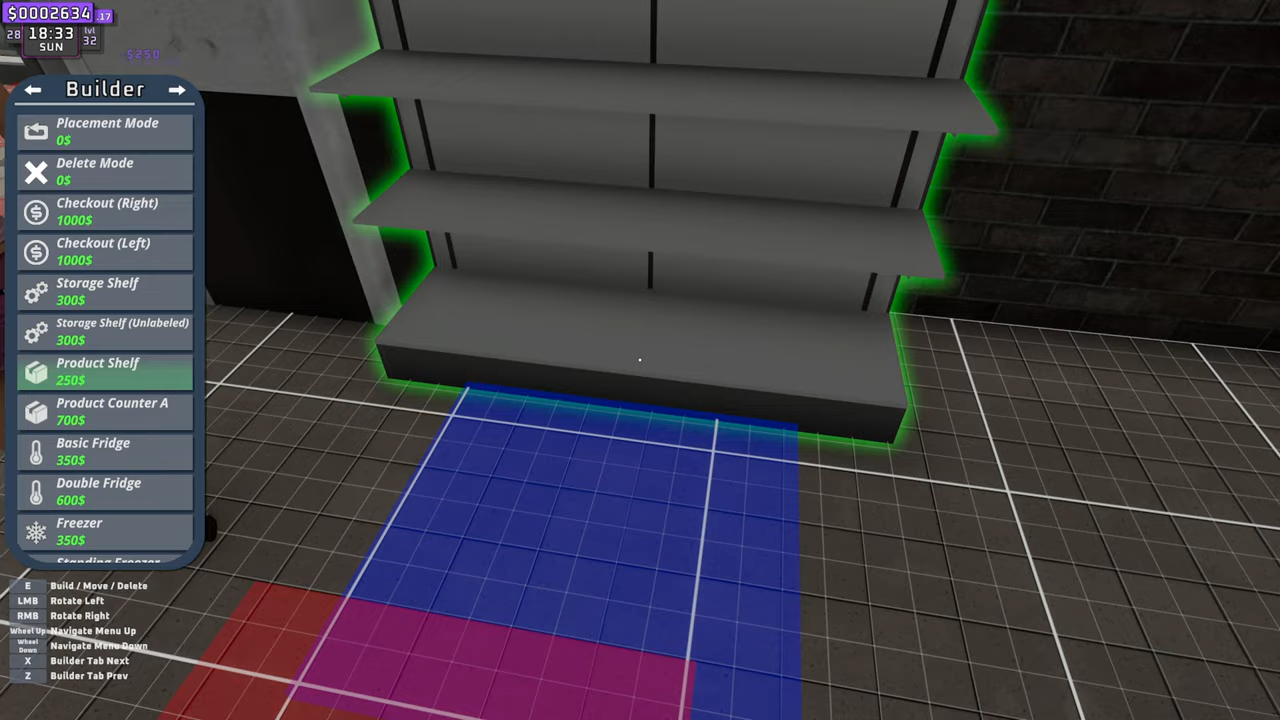 $0002634 .17
28 18:33 lvl
SUN 32
$250
Builder
Placement Mode
0$
Delete Mode
0$
Checkout (Right)
1000$
Checkout (Left)
1000$
Storage Shelf
300$
Storage Shelf (Unlabeled)
300$
Product Shelf
250$
Product Counter A
700$
Basic Fridge
350$
Double Fridge
600$
Freezer
350$
Standing Freezer
E Build / Move / Delete
LMB Rotate Left
RMB Rotate Right
Wheel Up Navigate Menu Up
Wheel Down Navigate Menu Down
X Builder Tab Next
Z Builder Tab Prev